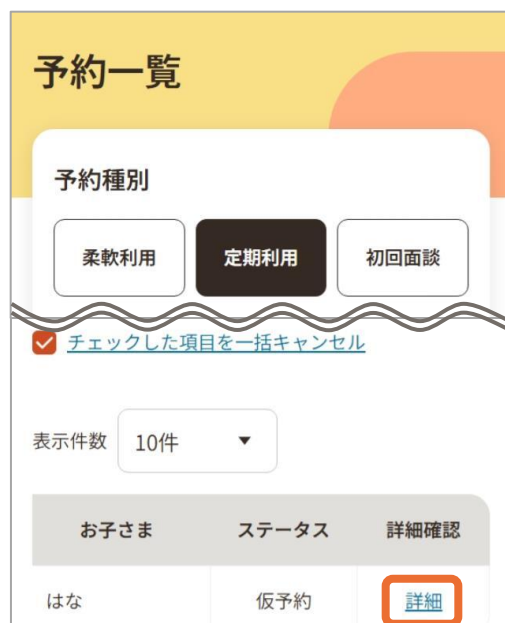 予約一覧
予約種別
柔軟利用 定期利用 初回面談
チェックした項目を一括キャンセル
表示件数 10件
お子さま ステータス 詳細確認
はな 仮予約 詳細